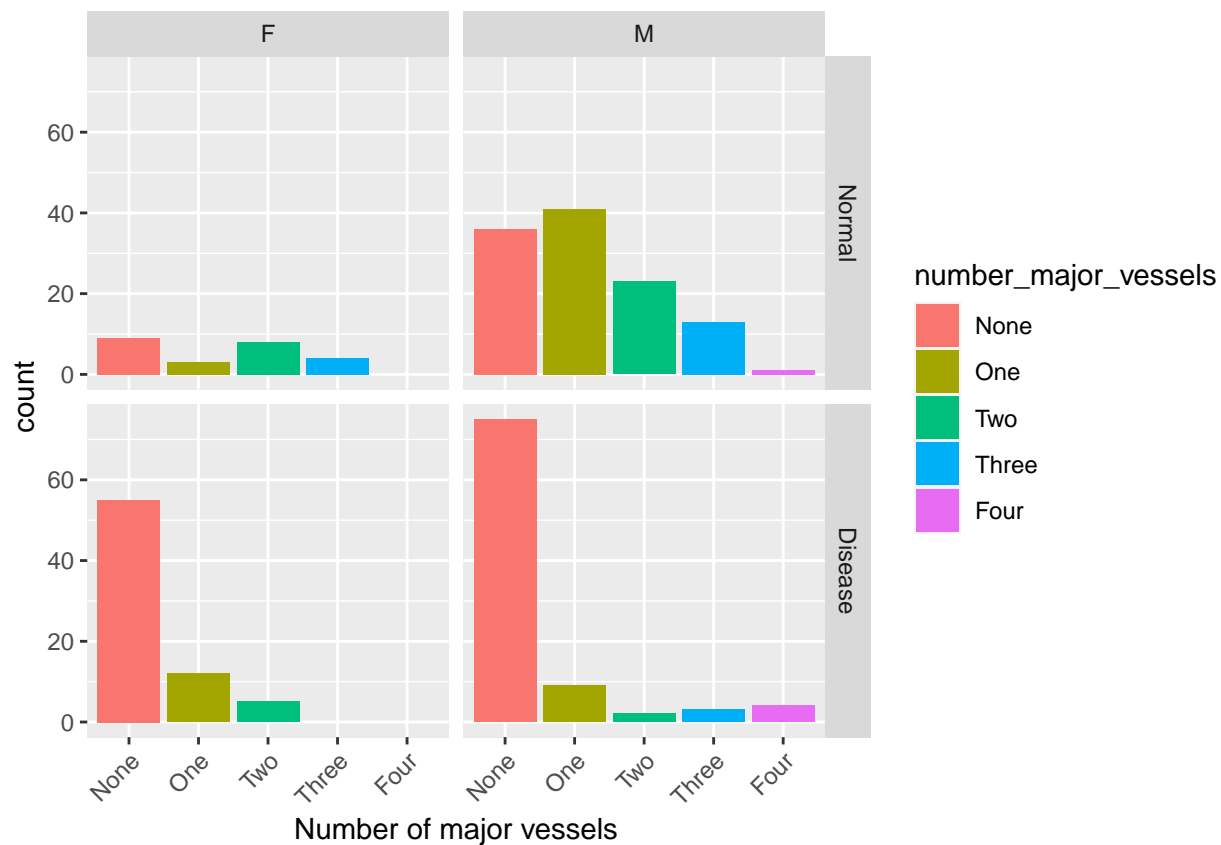 F
M
60
40
20
0
Normal
60
40
20
0
Disease
count
None
One
Two
Three
Four
None
One
Two
Three
Four
Number of major vessels
number_major_vessels
None
One
Two
Three
Four